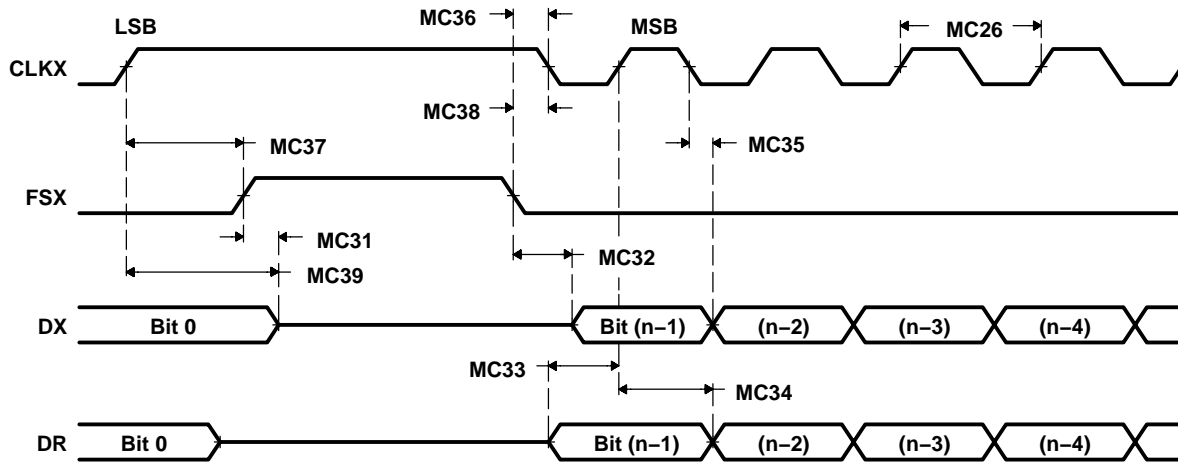 LSB
MC36
MSB
MC26
CLKX
MC38
MC37
MC35
FSX
MC31
MC32
MC39
DX
Bit 0
Bit (n–1)
(n–2)
(n–3)
(n–4)
MC33
MC34
DR
Bit 0
Bit (n–1)
(n–2)
(n–3)
(n–4)